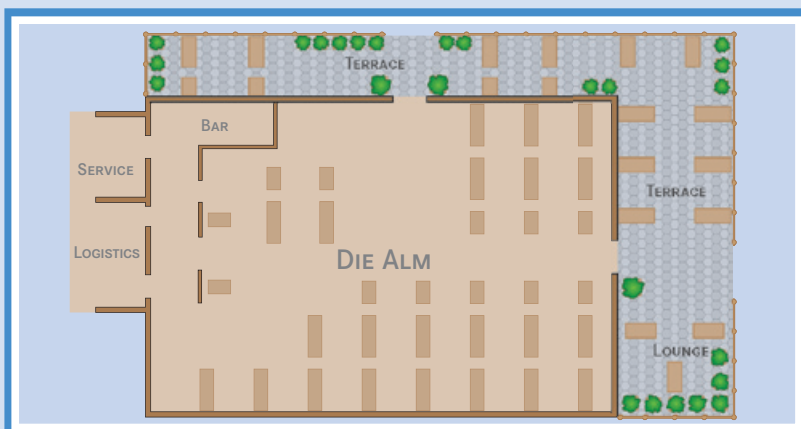 TERRACE
BAR
SERVICE
TERRACE
LOGISTICS
DIE ALM
LOUNGE